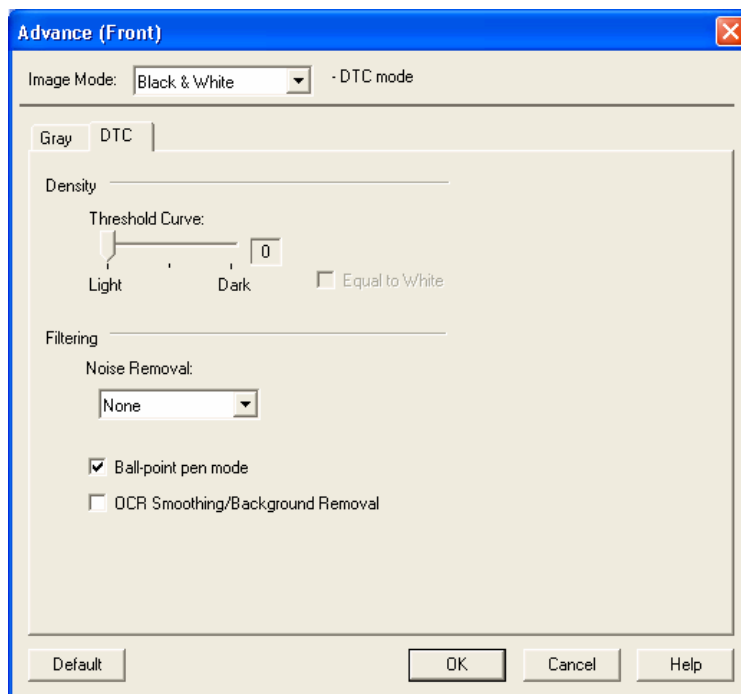 Advance (Front)
Image Mode: Black & White - DTC mode
Gray DTC
Density
Threshold Curve:
0
Light Dark Equal to White
Filtering
Noise Removal:
None
Ball-point pen mode
OCR Smoothing/Background Removal
Default OK Cancel Help